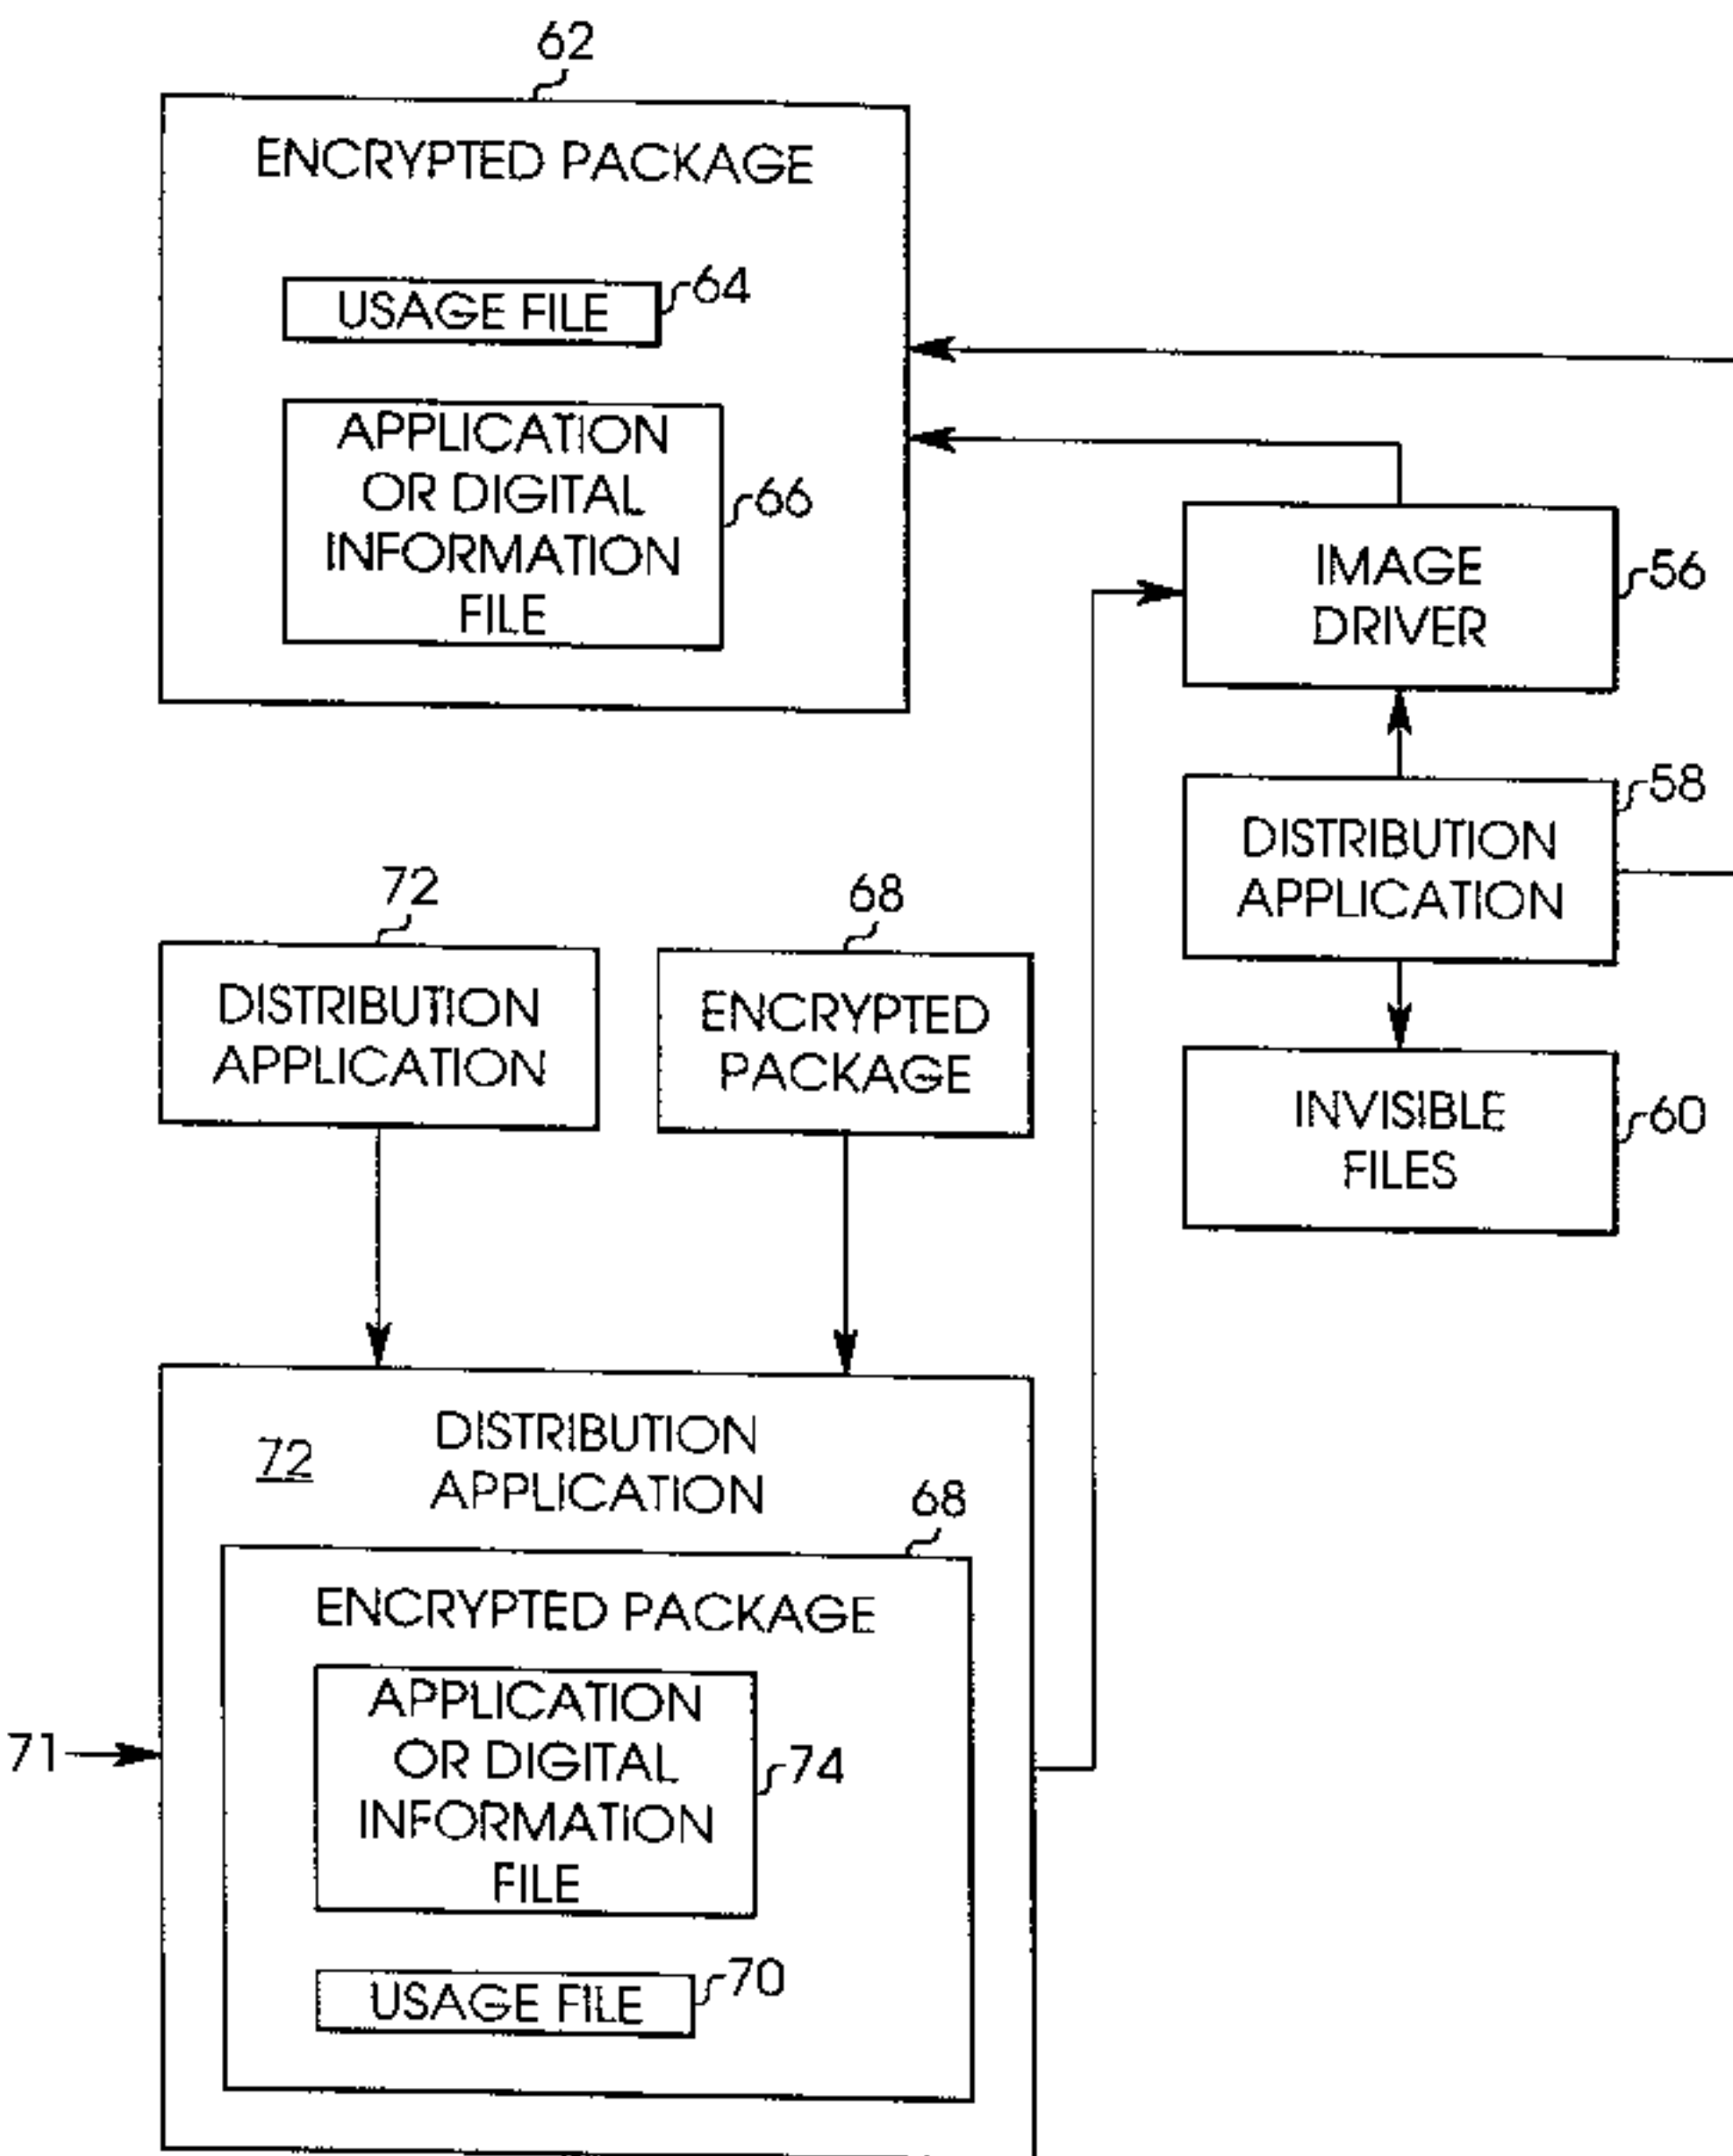 62
ENCRYPTED PACKAGE
USAGE FILE
64
APPLICATION
OR DIGITAL
INFORMATION
FILE
66
IMAGE
DRIVER
56
DISTRIBUTION
APPLICATION
58
INVISIBLE
FILES
60
72
DISTRIBUTION
APPLICATION
68
ENCRYPTED
PACKAGE
72
DISTRIBUTION
APPLICATION
68
ENCRYPTED PACKAGE
71
APPLICATION
OR DIGITAL
INFORMATION
FILE
74
USAGE FILE
70